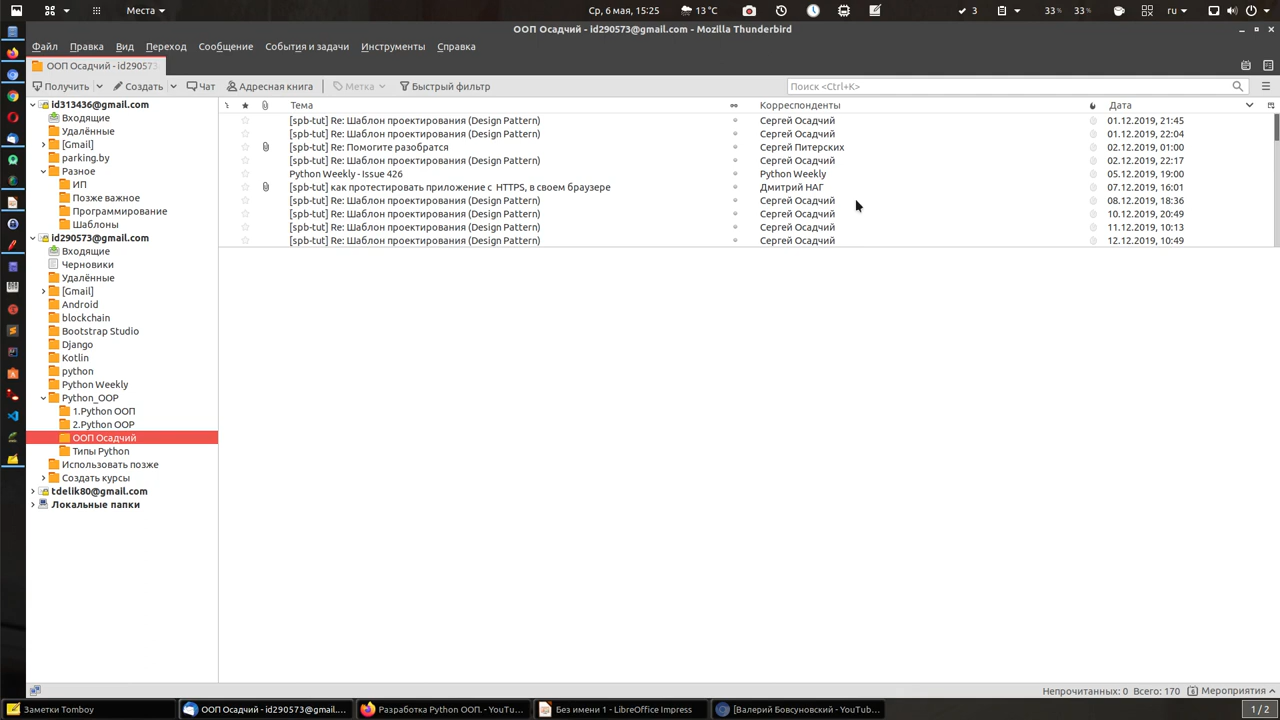 Места
Ср, 6 мая, 15:25
13 °C
3
33%
33%
ru
ООП Осадчий - id290573@gmail.com - Mozilla Thunderbird
Файл Правка Вид Переход Сообщение События и задачи Инструменты Справка
ООП Осадчий - id290573
Получить Создать Чат Адресная книга Метка Быстрый фильтр Поиск <Ctrl+K>
id313436@gmail.com
Входящие
Удалённые
[Gmail]
parking.by
Разное
ИП
Позже важное
Программирование
Шаблоны
id290573@gmail.com
Входящие
Черновики
Удалённые
[Gmail]
Android
blockchain
Bootstrap Studio
Django
Kotlin
python
Python Weekly
Python_OOP
1.Python ООП
2.Python OOP
ООП Осадчий
Типы Python
Использовать позже
Создать курсы
tdelik80@gmail.com
Локальные папки
Тема Корреспонденты Дата
[spb-tut] Re: Шаблон проектирования (Design Pattern) Сергей Осадчий 01.12.2019, 21:45
[spb-tut] Re: Шаблон проектирования (Design Pattern) Сергей Осадчий 01.12.2019, 22:04
[spb-tut] Re: Помогите разобратся Сергей Питерских 02.12.2019, 01:00
[spb-tut] Re: Шаблон проектирования (Design Pattern) Сергей Осадчий 02.12.2019, 22:17
Python Weekly - Issue 426 Python Weekly 05.12.2019, 19:00
[spb-tut] как протестировать приложение с HTTPS, в своем браузере Дмитрий НАГ 07.12.2019, 16:01
[spb-tut] Re: Шаблон проектирования (Design Pattern) Сергей Осадчий 08.12.2019, 18:36
[spb-tut] Re: Шаблон проектирования (Design Pattern) Сергей Осадчий 10.12.2019, 20:49
[spb-tut] Re: Шаблон проектирования (Design Pattern) Сергей Осадчий 11.12.2019, 10:13
[spb-tut] Re: Шаблон проектирования (Design Pattern) Сергей Осадчий 12.12.2019, 10:49
Непрочитанных: 0 Всего: 170 Мероприятия
Заметки Tomboy
ООП Осадчий - id290573@gmail....
Разработка Python ООП. - YouTu...
Без имени 1 - LibreOffice Impress
[Валерий Бовсуновский - YouTub...
1 / 2